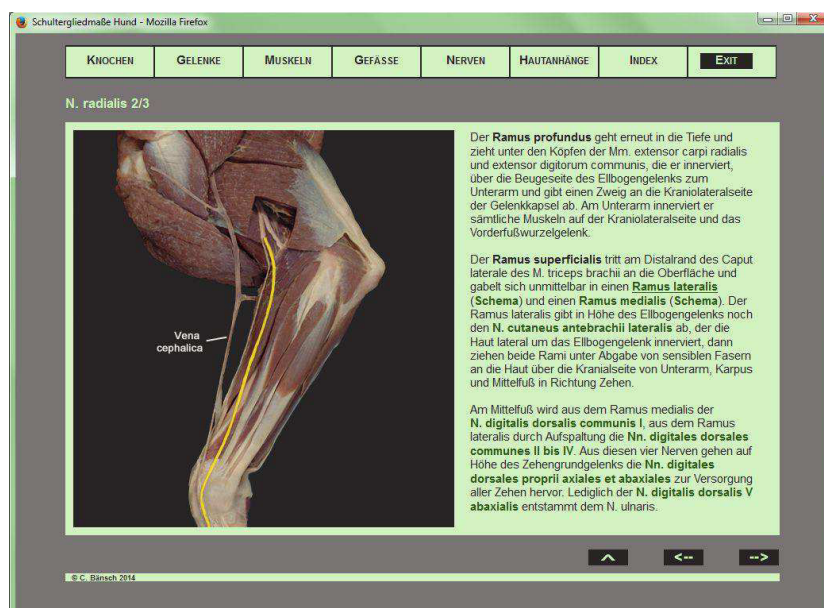 Schultergliedmaße Hund - Mozilla Firefox
KNOCHEN GELENKE MUSKELN GEFÄSSE NERVEN HAUTANHÄNGE INDEX EXIT
N. radialis 2/3
Vena
cephalica
Der Ramus profundus geht erneut in die Tiefe und
zieht unter den Köpfen der Mm. extensor carpi radialis
und extensor digitorum communis, die er innerviert,
über die Beugeseite des Ellbogengelenks zum
Unterarm und gibt einen Zweig an die Kraniolateralseite
der Gelenkkapsel ab. Am Unterarm innerviert er
sämtliche Muskeln auf der Kraniolateralseite und das
Vorderfußwurzelgelenk.
Der Ramus superficialis tritt am Distalrand des Caput
laterale des M. triceps brachii an die Oberfläche und
gabelt sich unmittelbar in einen Ramus lateralis
(Schema) und einen Ramus medialis (Schema). Der
Ramus lateralis gibt in Höhe des Ellbogengelenks noch
den N. cutaneus antebrachii lateralis ab, der die
Haut lateral um das Ellbogengelenk innerviert, dann
ziehen beide Rami unter Abgabe von sensiblen Fasern
an die Haut über die Kranialseite von Unterarm, Karpus
und Mittelfuß in Richtung Zehen.
Am Mittelfuß wird aus dem Ramus medialis der
N. digitalis dorsalis communis I, aus dem Ramus
lateralis durch Aufspaltung die Nn. digitales dorsales
communes II bis IV. Aus diesen vier Nerven gehen auf
Höhe des Zehengrundgelenks die Nn. digitales
dorsales proprii axiales et abaxiales zur Versorgung
aller Zehen hervor. Lediglich der N. digitalis dorsalis V
abaxialis entstammt dem N. ulnaris.
^ <-- -->
© C. Bänsch 2014